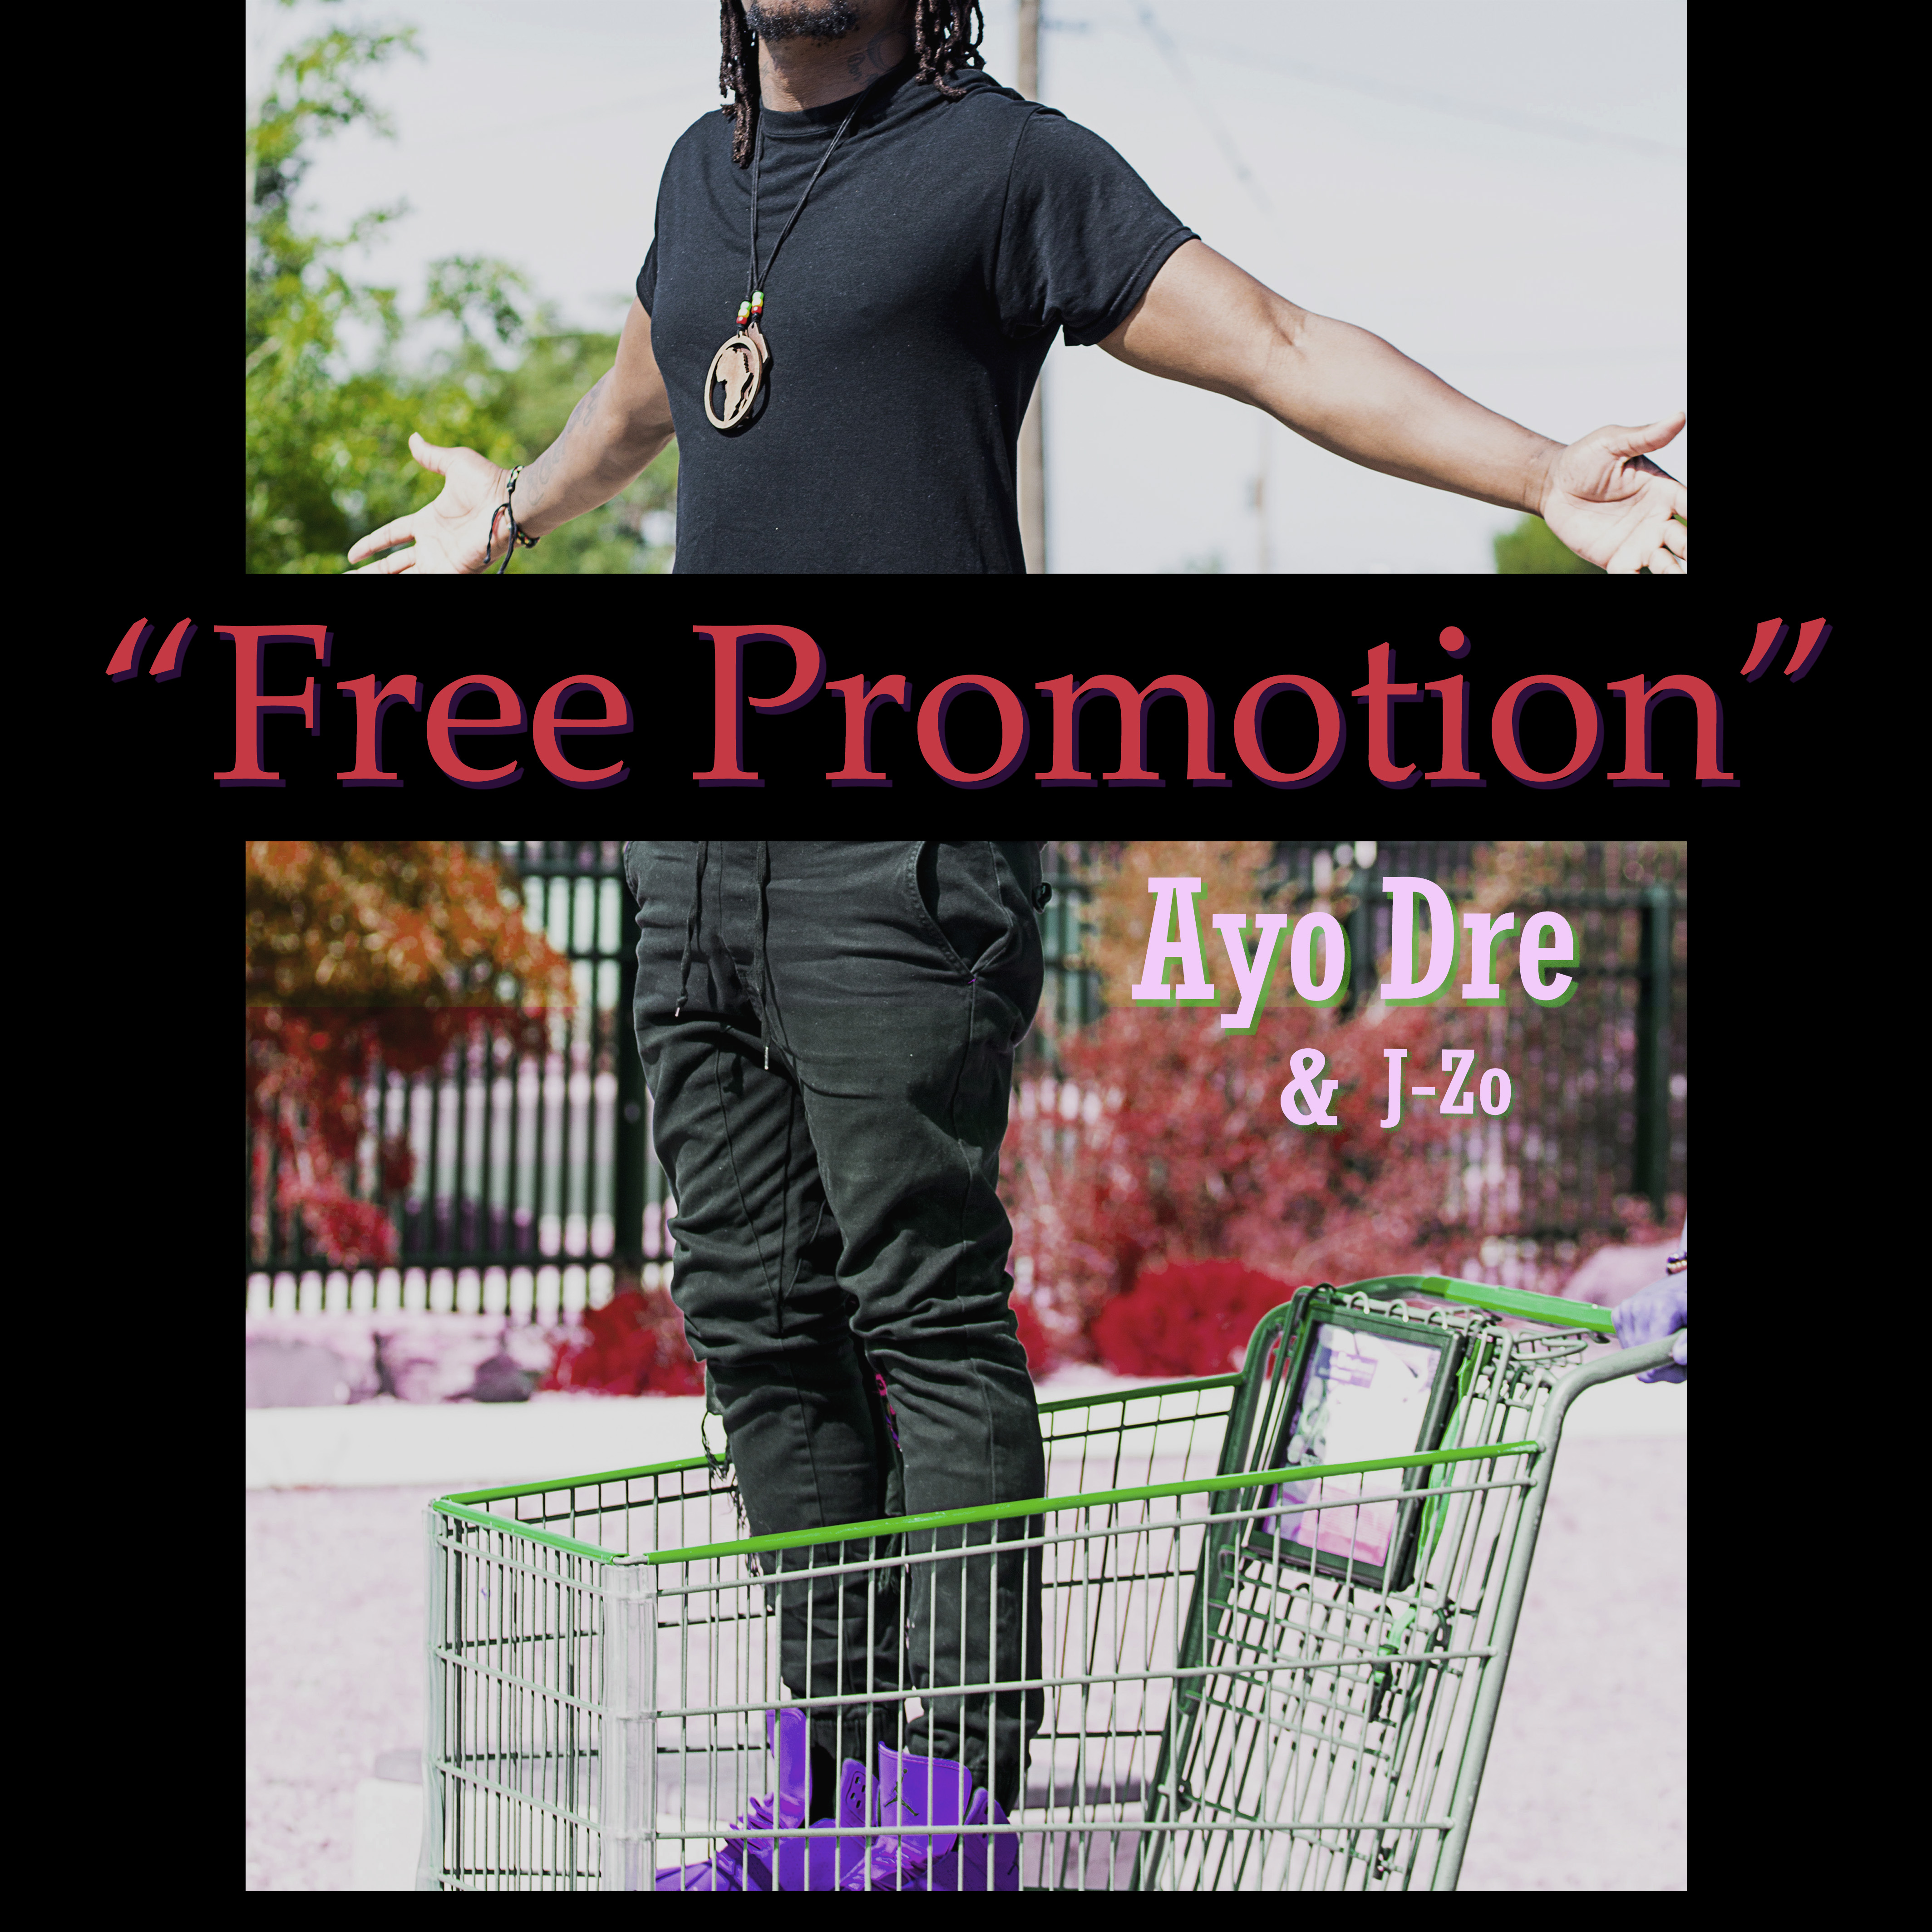 “Free Promotion”
Ayo Dre
& J-Zo